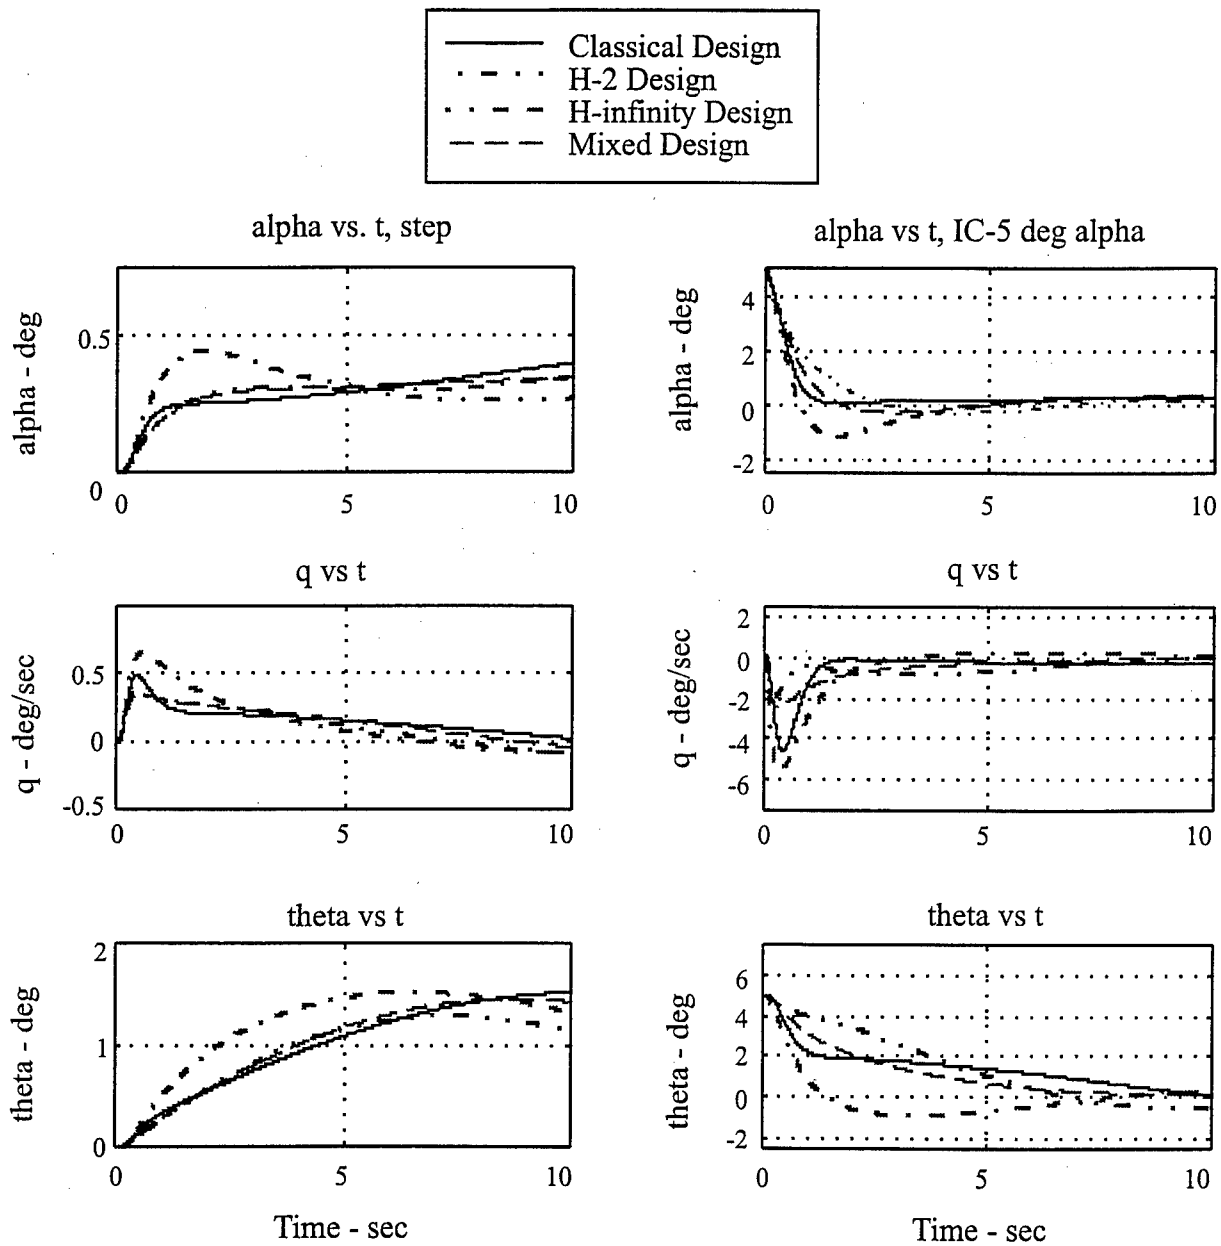 Classical Design
H-2 Design
H-infinity Design
Mixed Design
alpha vs. t, step
alpha - deg
0.5
0
0
5
10
alpha vs t, IC-5 deg alpha
alpha - deg
4
2
0
-2
0
5
10
q vs t
q - deg/sec
0.5
0
-0.5
0
5
10
q vs t
q - deg/sec
2
0
-2
-4
-6
0
5
10
theta vs t
theta - deg
2
1
0
0
5
10
Time - sec
theta vs t
theta - deg
6
4
2
0
-2
0
5
10
Time - sec